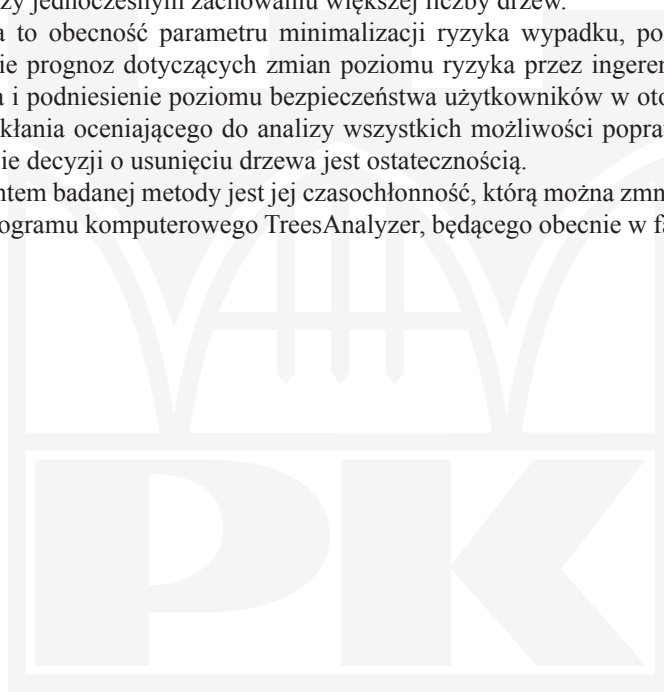 zy jednoczesnym zachowaniu większej liczby drzew.
a to obecność parametru minimalizacji ryzyka wypadku, po
ie prognoz dotyczących zmian poziomu ryzyka przez ingeren
a i podniesienie poziomu bezpieczeństwa użytkowników w oto
kłania oceniającego do analizy wszystkich możliwości popra
ie decyzji o usunięciu drzewa jest ostatecznością.
ntem badanej metody jest jej czasochłonność, którą można zmn
ogramu komputerowego TreesAnalyzer, będącego obecnie w fa
PK